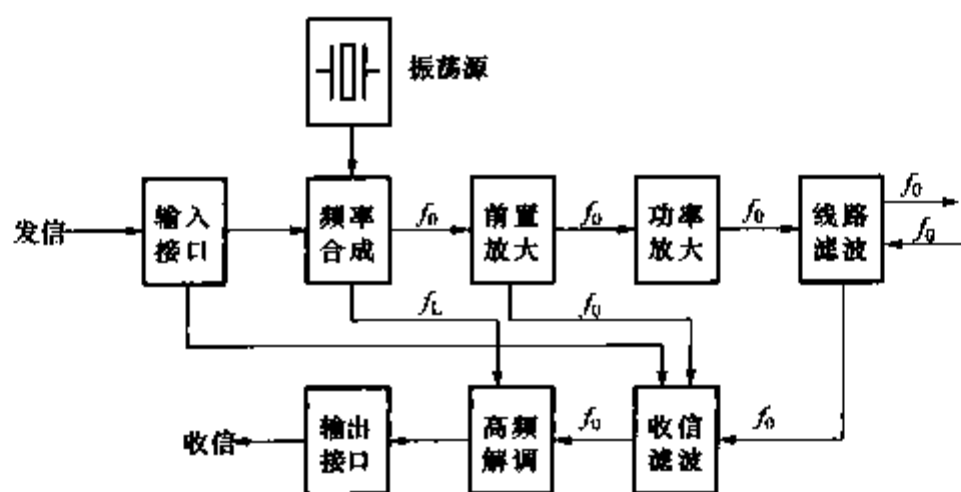 振荡源
发信
输入
接口
频率
合成
f₀
前置
放大
f₀
功率
放大
f₀
线路
滤波
f₀
f₀
f_L
f₀
收信
输出
接口
高频
解调
f₀
收信
滤波
f₀